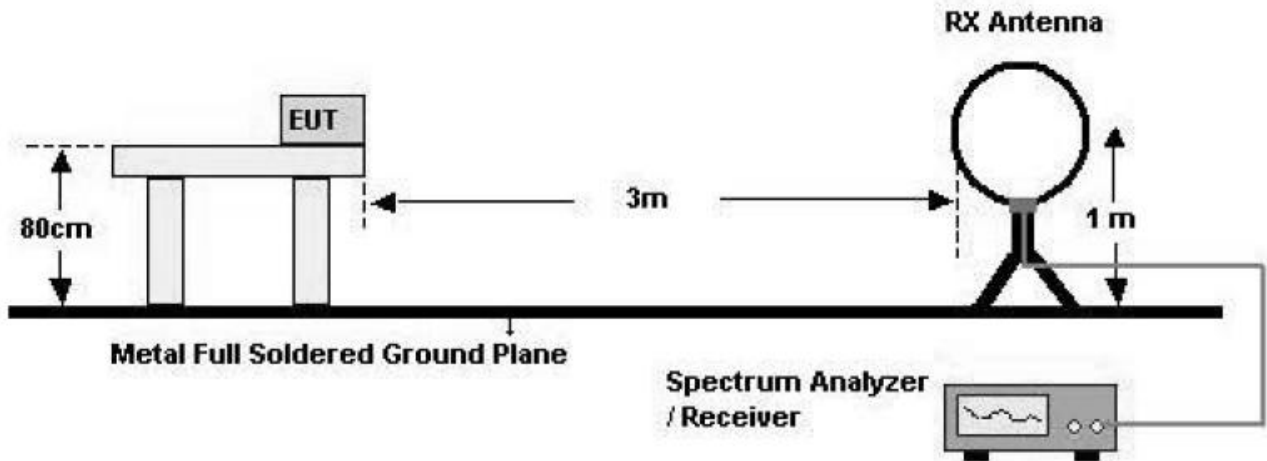 RX Antenna
EUT
3m
80cm
1 m
Metal Full Soldered Ground Plane
Spectrum Analyzer
/ Receiver